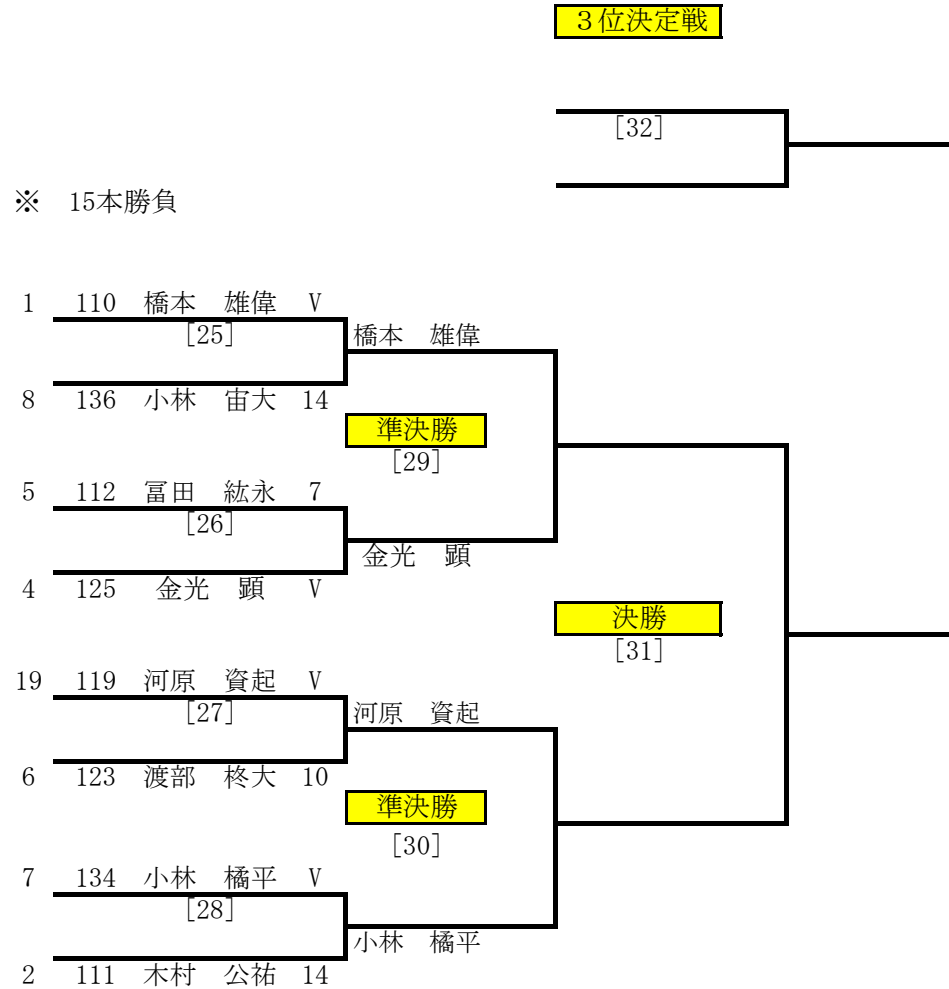 ３位決定戦
[32]
※　15本勝負
1 110 橋本　雄偉 V
[25]
橋本　雄偉
8 136 小林　宙大 14
準決勝
[29]
5 112 冨田　紘永 7
[26]
金光　顕
4 125 金光　顕 V
決勝
[31]
19 119 河原　資起 V
[27]
河原　資起
6 123 渡部　柊大 10
準決勝
[30]
7 134 小林　橘平 V
[28]
小林　橘平
2 111 木村　公祐 14